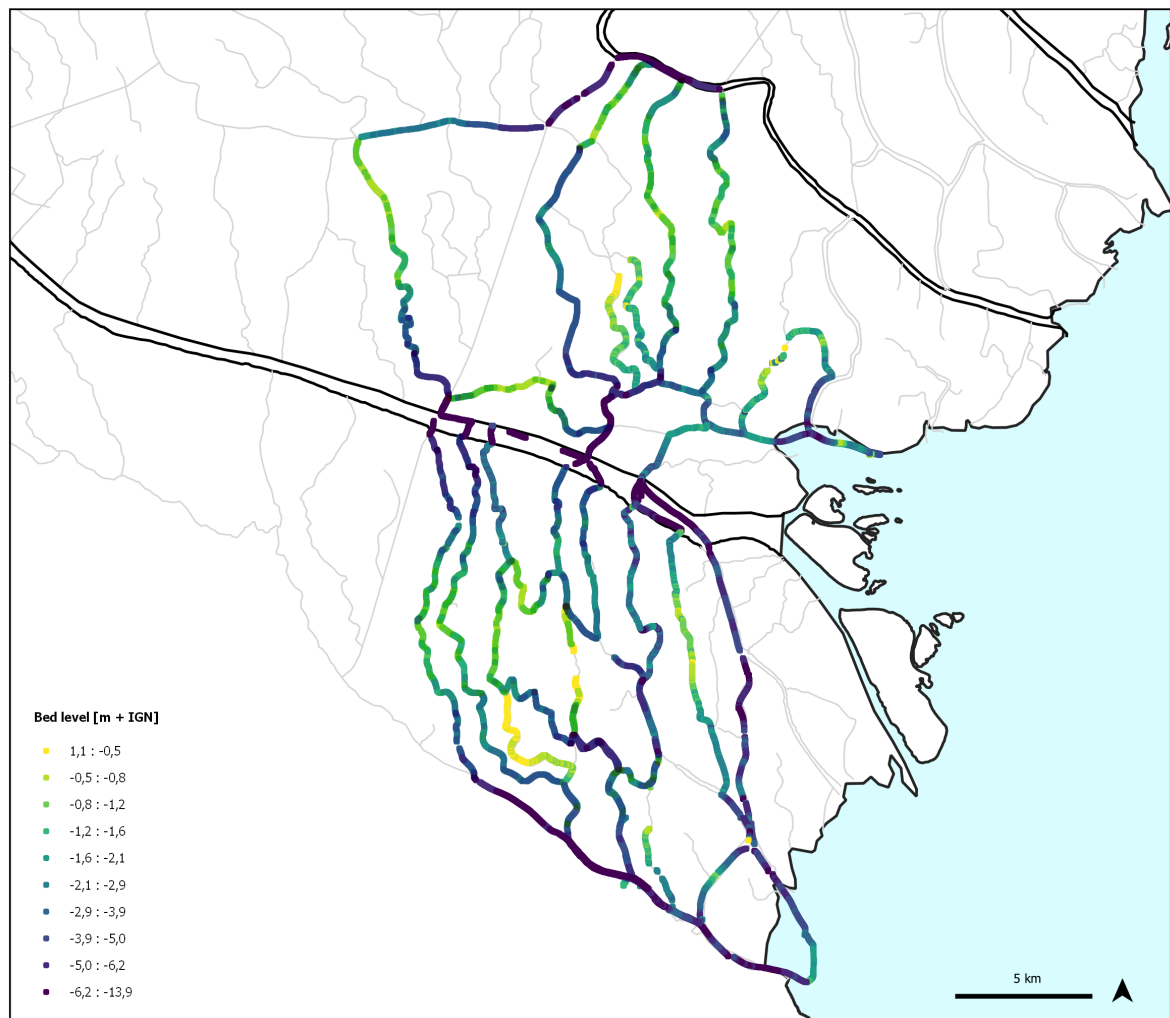 Bed level [m + IGN]
1,1 : -0,5
-0,5 : -0,8
-0,8 : -1,2
-1,2 : -1,6
-1,6 : -2,1
-2,1 : -2,9
-2,9 : -3,9
-3,9 : -5,0
-5,0 : -6,2
-6,2 : -13,9
5 km